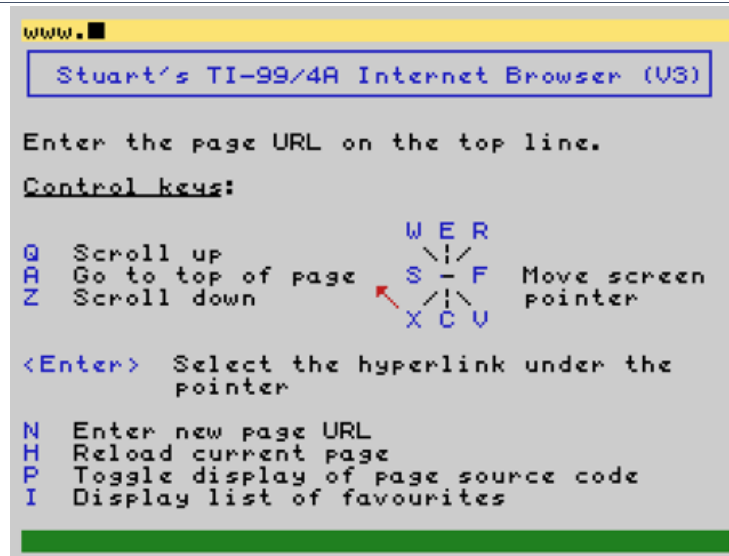 www.
Stuart's TI-99/4A Internet Browser (V3)
Enter the page URL on the top line.
Control keys:
W E R
Q Scroll up
A Go to top of page S - F Move screen
Z Scroll down pointer
X C V
<Enter> Select the hyperlink under the
pointer
N Enter new page URL
H Reload current page
P Toggle display of page source code
I Display list of favourites